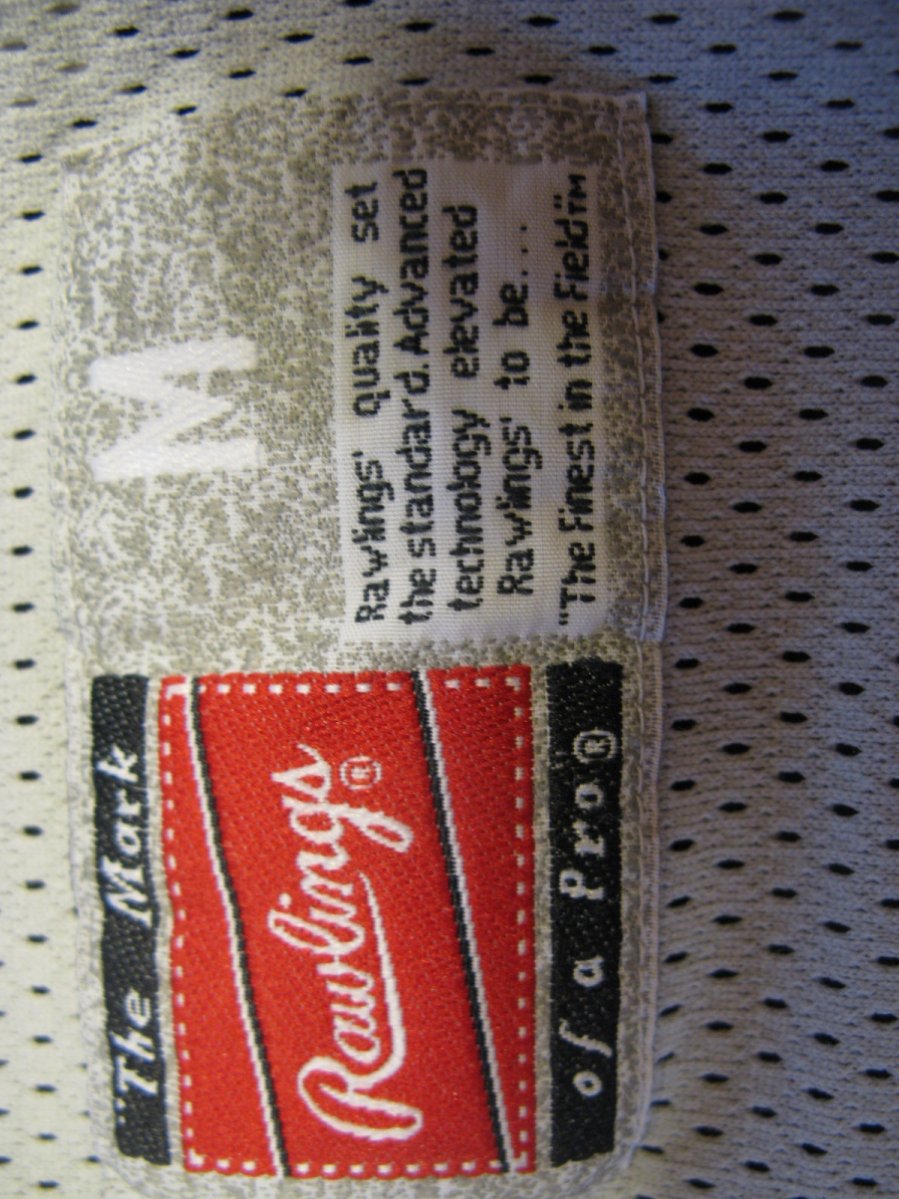 "The Mark
Rawlings®
of a Pro"®
M
Rawlings' quality set
the standard. Advanced
technology elevated
Rawlings' to be...
"The Finest in the Field"™